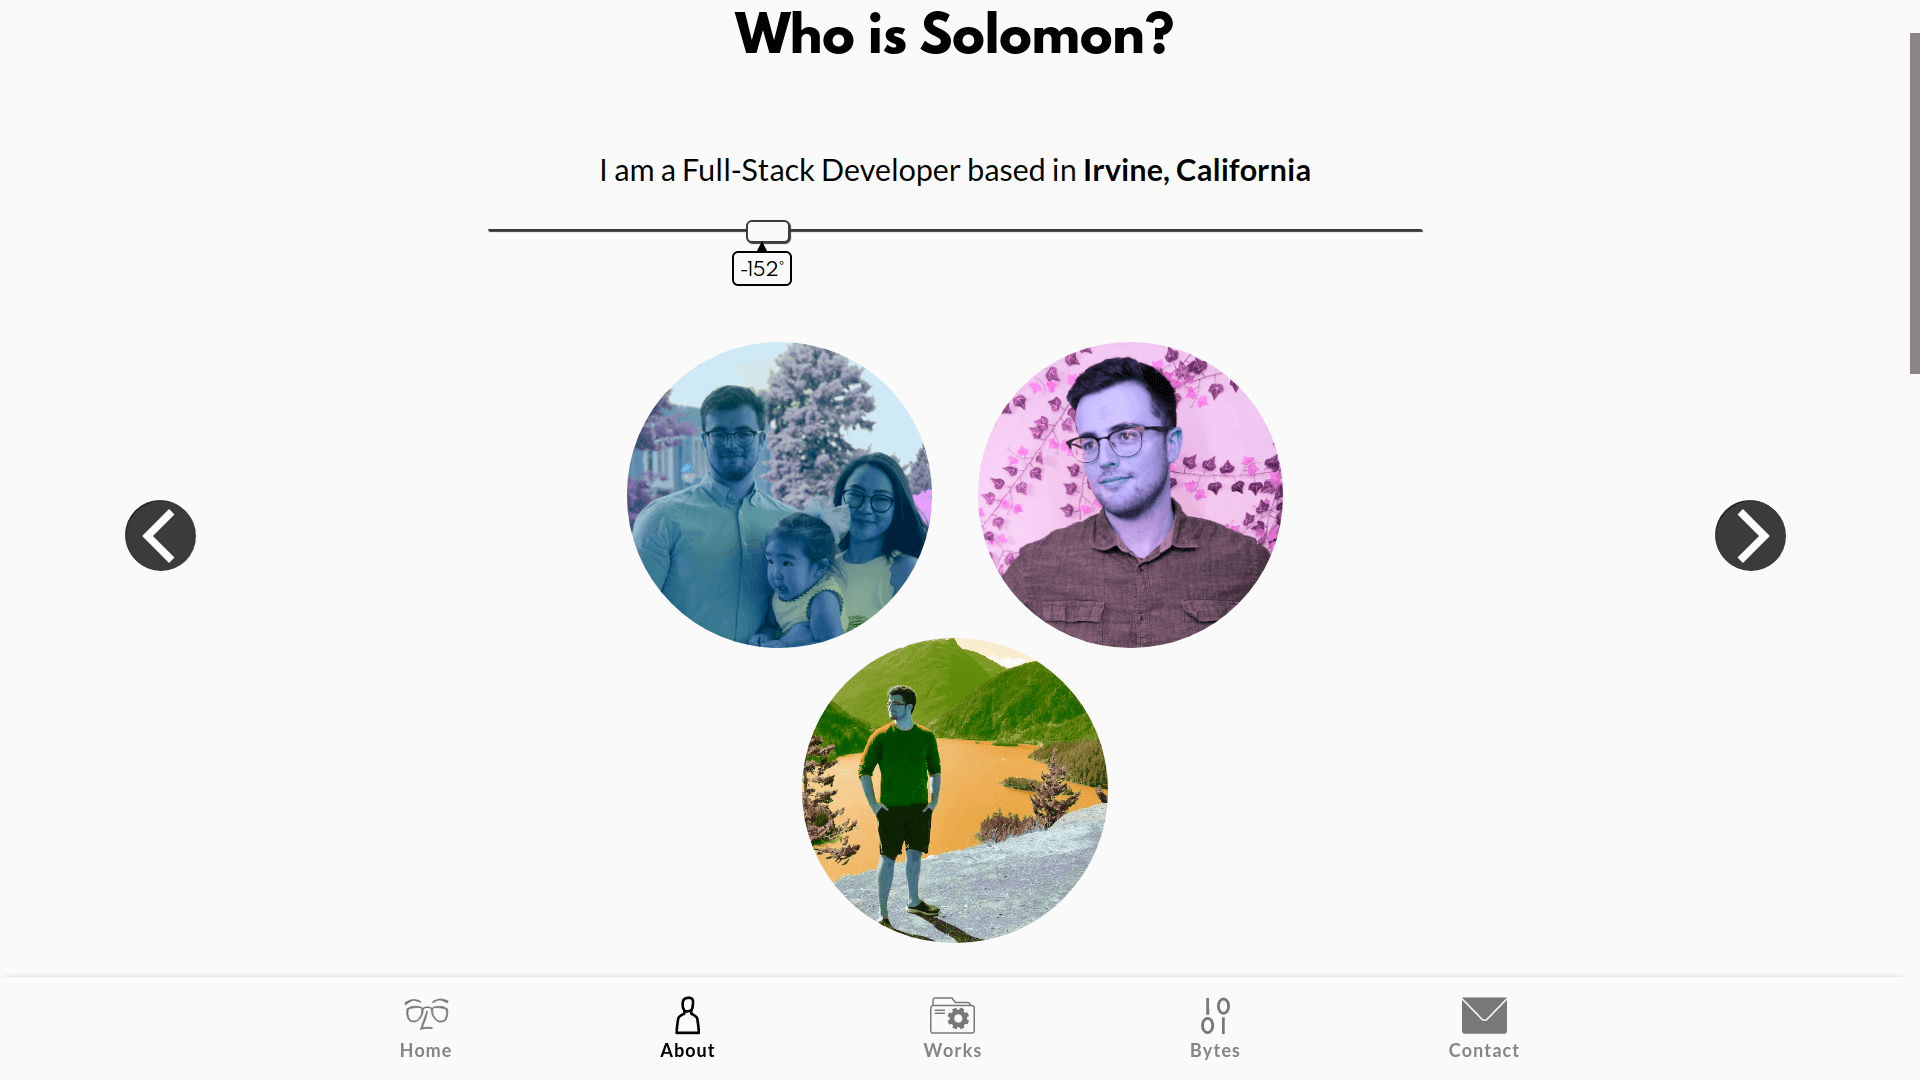 Who is Solomon?
I am a Full-Stack Developer based in Irvine, California
-152°
Home
About
Works
Bytes
Contact